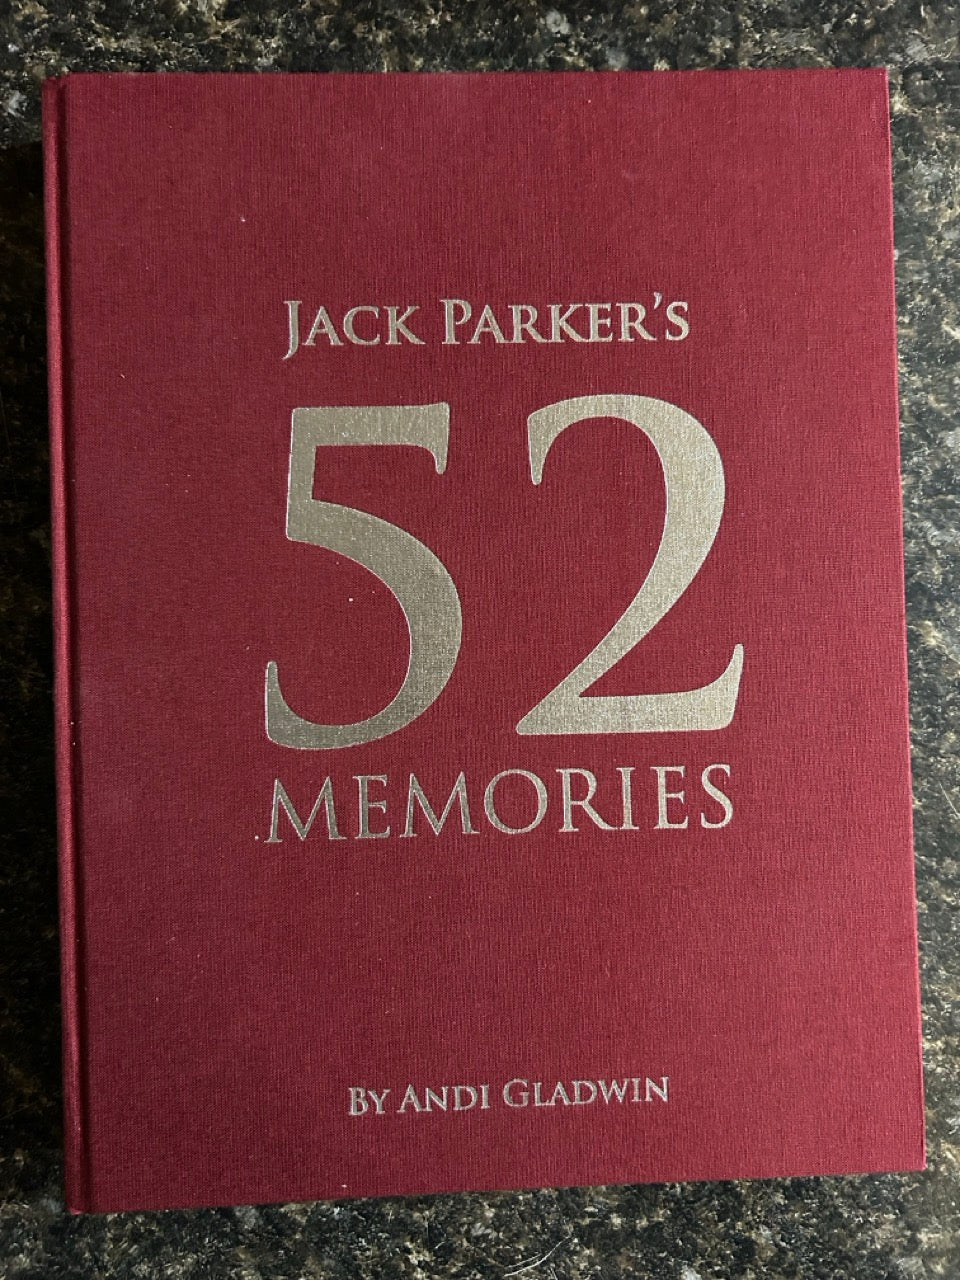 Jack Parker's
52
Memories
By Andi Gladwin